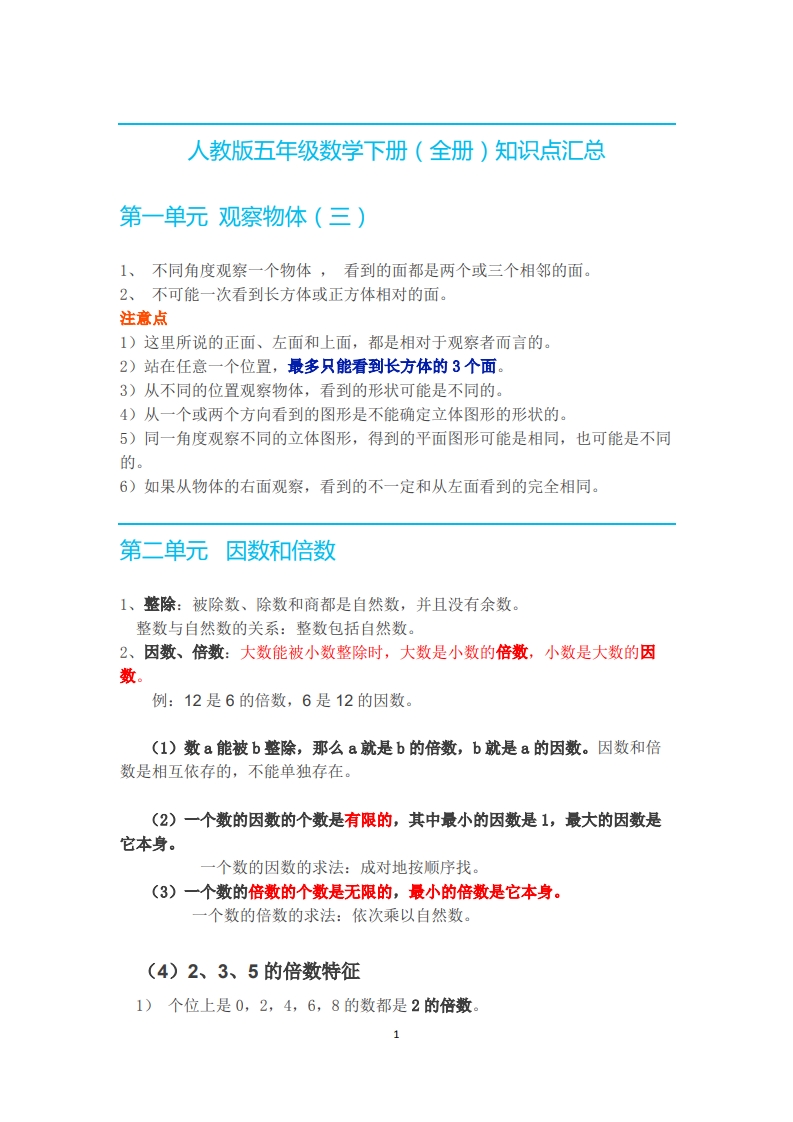 人教版五年级数学下册（全册）知识点汇总
第一单元 观察物体（三）
1、 不同角度观察一个物体 ， 看到的面都是两个或三个相邻的面。
2、 不可能一次看到长方体或正方体相对的面。
注意点
1）这里所说的正面、左面和上面，都是相对于观察者而言的。
2）站在任意一个位置，最多只能看到长方体的 3 个面。
3）从不同的位置观察物体，看到的形状可能是不同的。
4）从一个或两个方向看到的图形是不能确定立体图形的形状的。
5）同一角度观察不同的立体图形，得到的平面图形可能是相同，也可能是不同
的。
6）如果从物体的右面观察，看到的不一定和从左面看到的完全相同。
第二单元 因数和倍数
1、整除：被除数、除数和商都是自然数，并且没有余数。
整数与自然数的关系：整数包括自然数。
2、因数、倍数：大数能被小数整除时，大数是小数的倍数，小数是大数的因
数。
例：12 是 6 的倍数，6 是 12 的因数。
（1）数 a 能被 b 整除，那么 a 就是 b 的倍数，b 就是 a 的因数。因数和倍
数是相互依存的，不能单独存在。
（2）一个数的因数的个数是有限的，其中最小的因数是 1，最大的因数是
它本身。
一个数的因数的求法：成对地按顺序找。
（3）一个数的倍数的个数是无限的，最小的倍数是它本身。
一个数的倍数的求法：依次乘以自然数。
（4）2、3、5 的倍数特征
1） 个位上是 0，2，4，6，8 的数都是 2 的倍数。
1